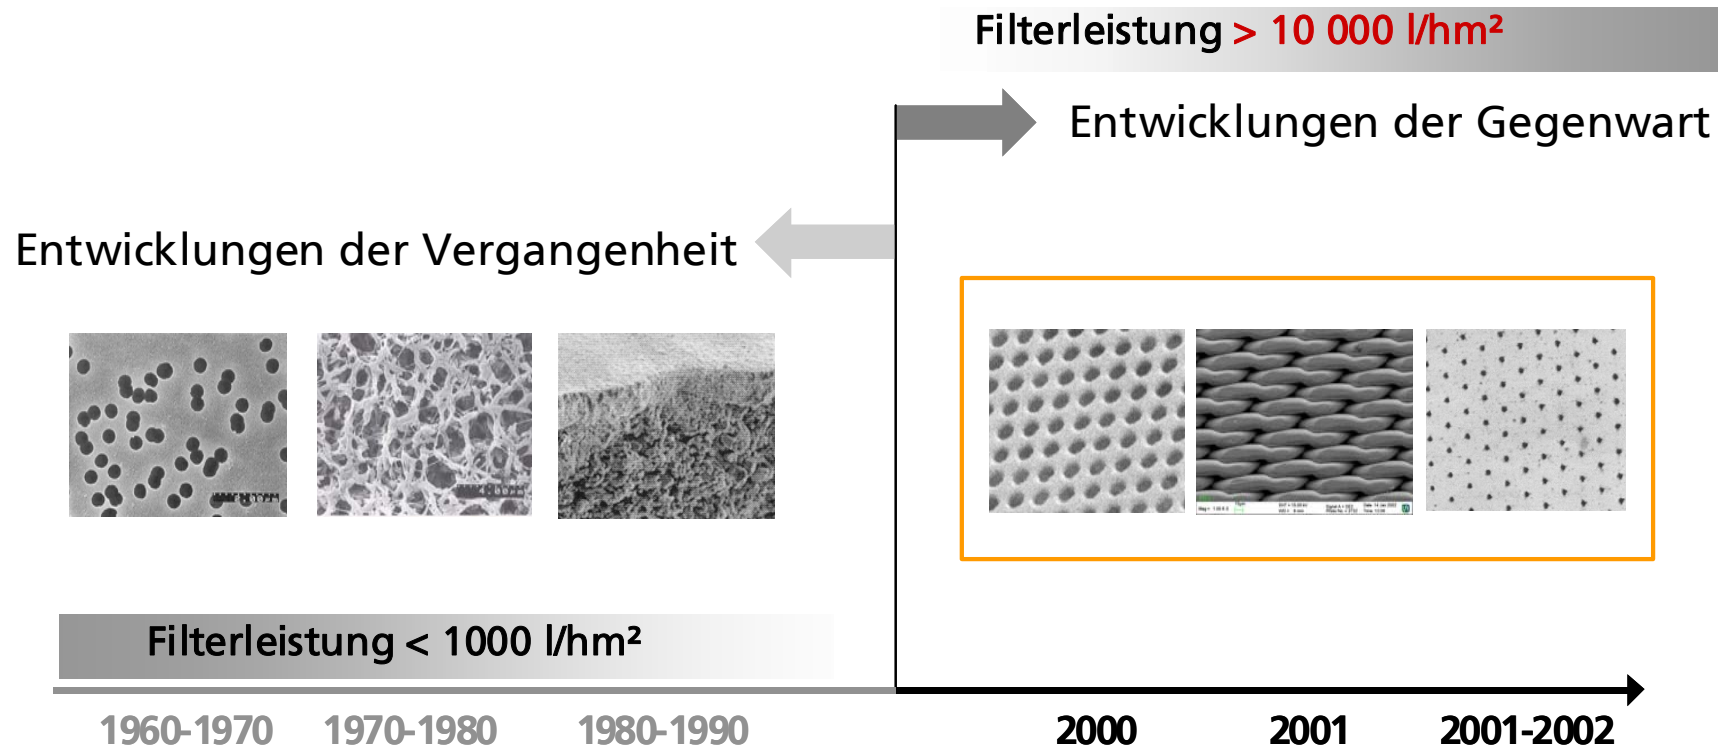 Filterleistung > 10 000 l/hm²
Entwicklungen der Gegenwart
Entwicklungen der Vergangenheit
Filterleistung < 1000 l/hm²
1960-1970 1970-1980 1980-1990 2000 2001 2001-2002